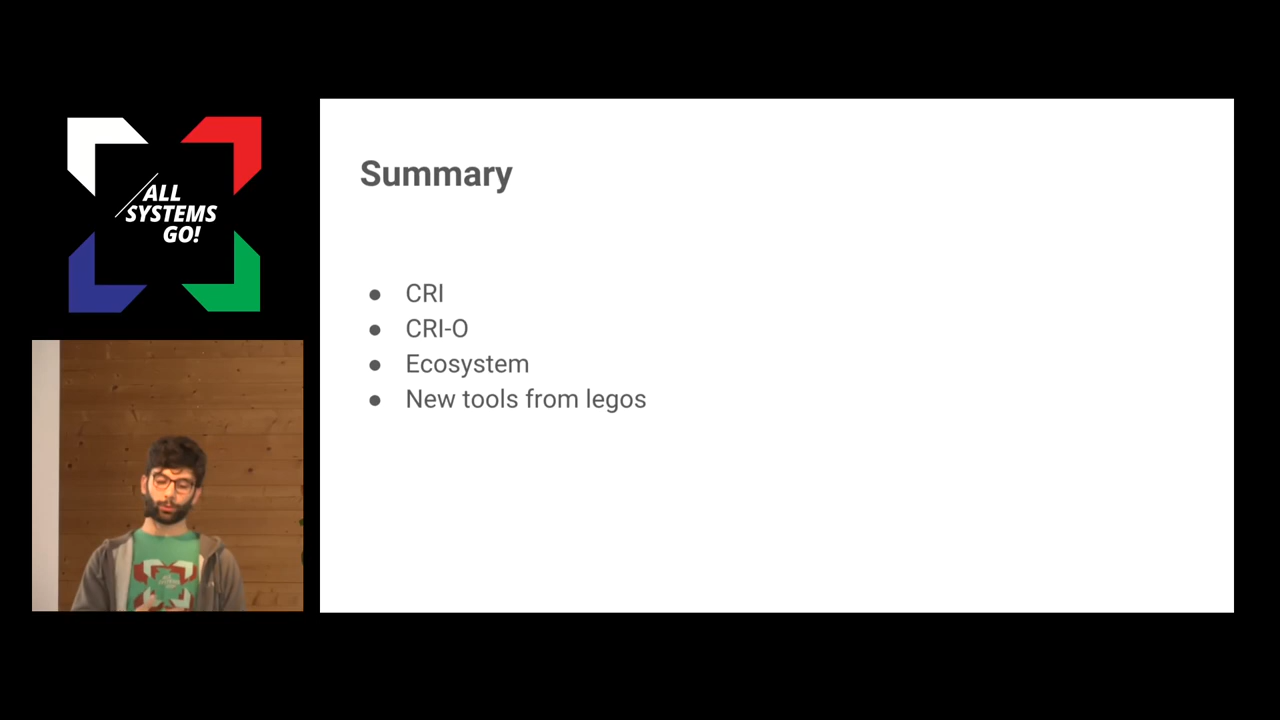 ALL
SYSTEMS
GO!
Summary
● CRI
● CRI-O
● Ecosystem
● New tools from legos